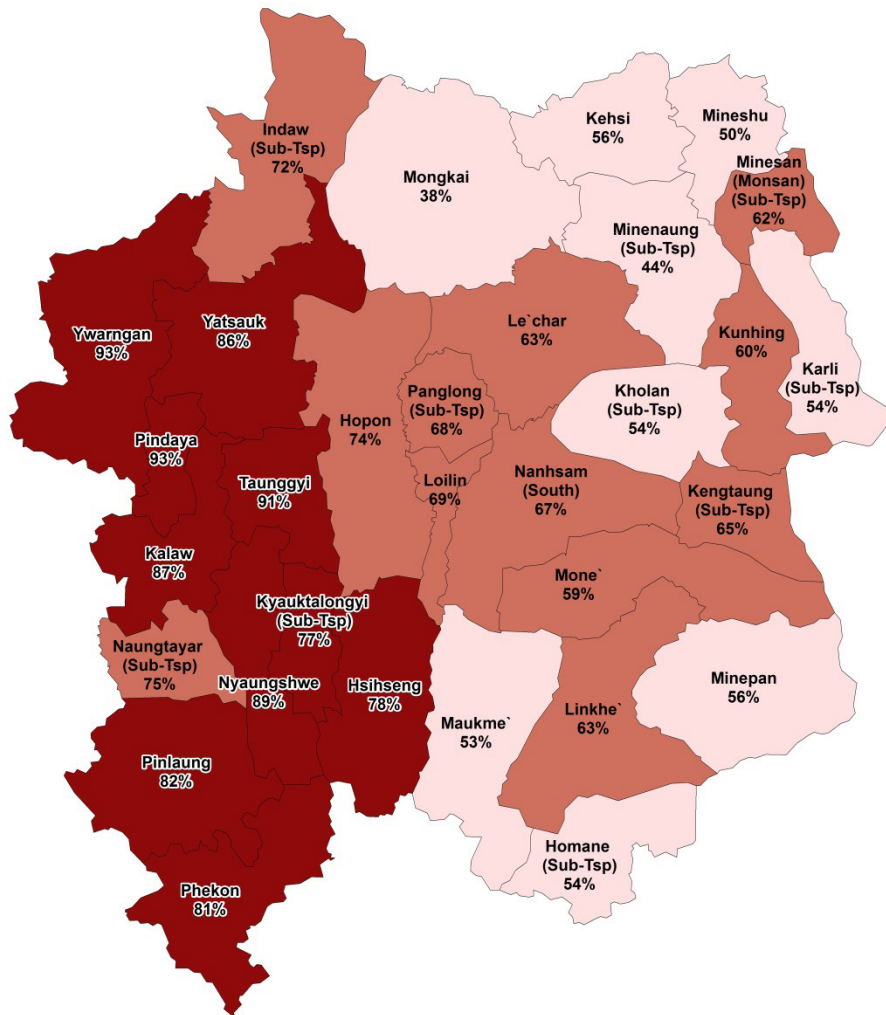 Indaw
(Sub-Tsp)
72%
Mongkai
38%
Kehsi
56%
Mineshu
50%
Minesan
(Monsan)
(Sub-Tsp)
62%
Minenaung
(Sub-Tsp)
44%
Ywarngan
93%
Yatsauk
86%
Le`char
63%
Kunhing
60%
Karli
(Sub-Tsp)
54%
Panglong
(Sub-Tsp)
68%
Kholan
(Sub-Tsp)
54%
Hopon
74%
Pindaya
93%
Taunggyi
91%
Loilin
69%
Nanhsam
(South)
67%
Kengtaung
(Sub-Tsp)
65%
Kalaw
87%
Mone`
59%
Kyauktalongyi
(Sub-Tsp)
77%
Naungtayar
(Sub-Tsp)
75%
Nyaungshwe
89%
Hsihseng
78%
Minepan
56%
Maukme`
53%
Linkhe`
63%
Pinlaung
82%
Homane
(Sub-Tsp)
54%
Phekon
81%